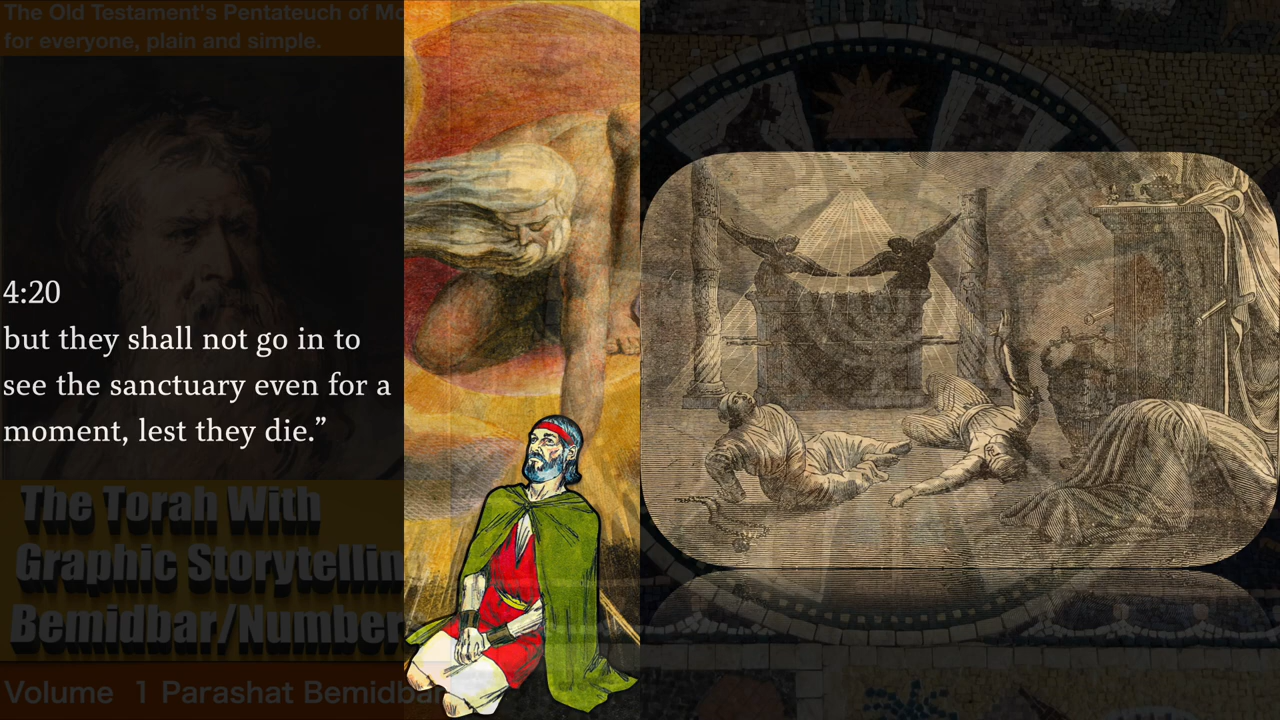 The Old Testament's Pentateuch of Moses
for everyone, plain and simple.
4:20
but they shall not go in to
see the sanctuary even for a
moment, lest they die.”
The Torah With
Graphic Storytellin
Bemidbar/Number
Volume 1 Parashat Bemidbar